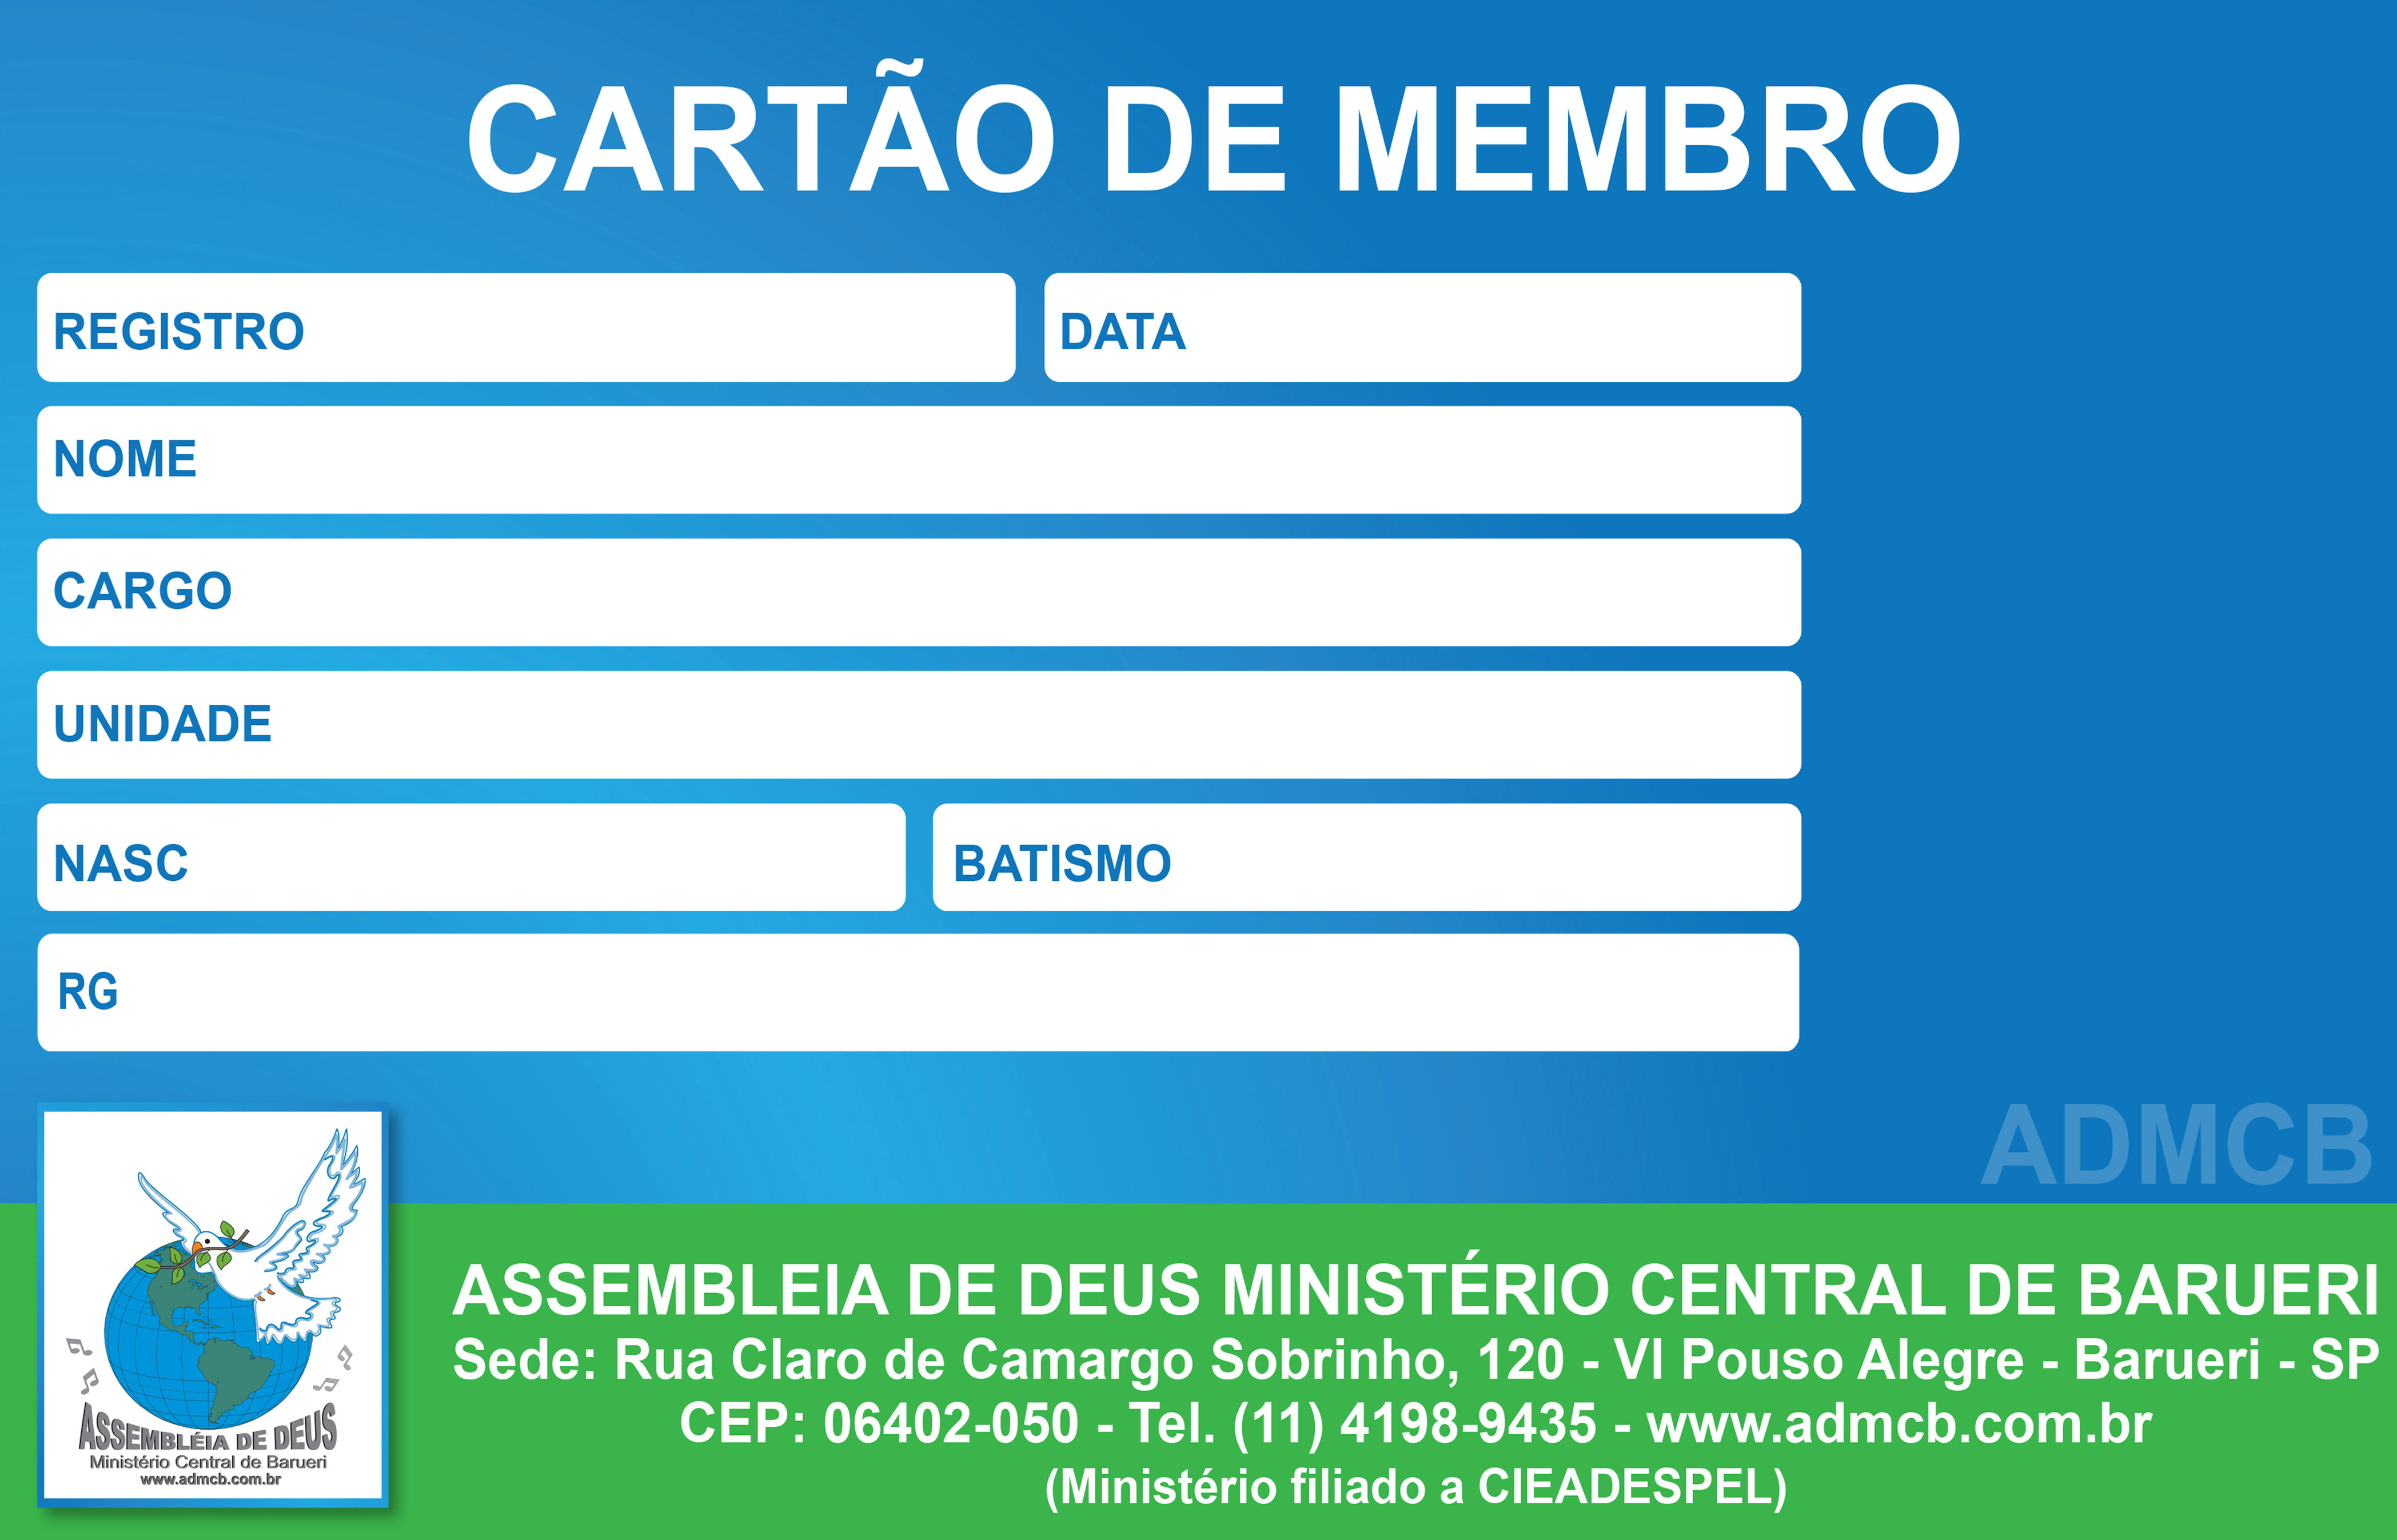 CARTÃO DE MEMBRO
REGISTRO DATA
NOME
CARGO
UNIDADE
NASC BATISMO
RG
ADMCB
ASSEMBLÉIA DE DEUS
Ministério Central de Barueri
www.admcb.com.br
ASSEMBLEIA DE DEUS MINISTÉRIO CENTRAL DE BARUERI
Sede: Rua Claro de Camargo Sobrinho, 120 - Vl Pouso Alegre - Barueri - SP
CEP: 06402-050 - Tel. (11) 4198-9435 - www.admcb.com.br
(Ministério filiado a CIEADESPEL)